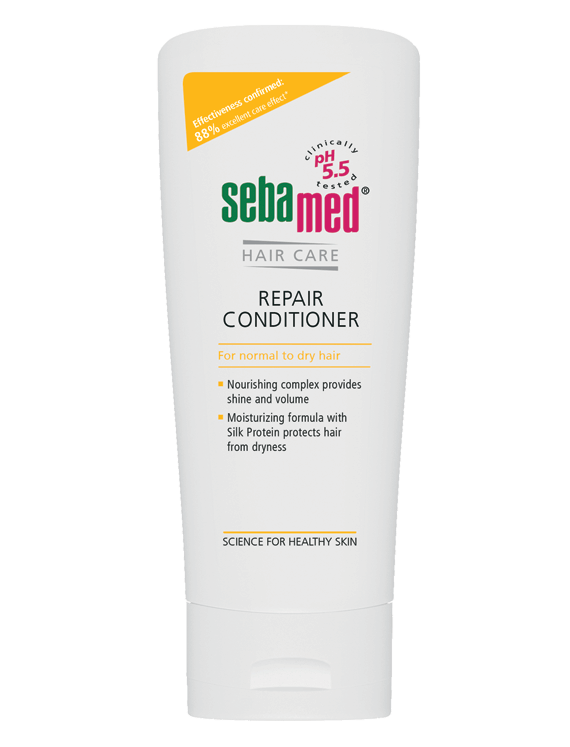 Effectiveness confirmed:
88% excellent care effect*
clinically
pH
5.5
tested
sebamed®
HAIR CARE
REPAIR
CONDITIONER
For normal to dry hair
Nourishing complex provides
shine and volume
Moisturizing formula with
Silk Protein protects hair
from dryness
SCIENCE FOR HEALTHY SKIN